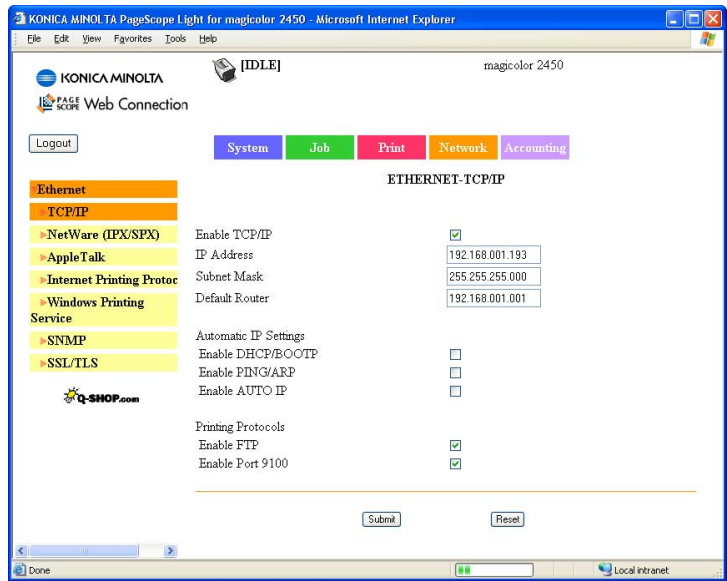 KONICA MINOLTA PageScope Light for magicolor 2450 - Microsoft Internet Explorer
File Edit View Favorites Tools Help
KONICA MINOLTA
[IDLE]
magicolor 2450
PAGE SCOPE Web Connection
Logout
System Job Print Network Accounting
ETHERNET-TCP/IP
Ethernet
TCP/IP
NetWare (IPX/SPX)
AppleTalk
Internet Printing Protoc
Windows Printing
Service
SNMP
SSL/TLS
Q-SHOP.com
Enable TCP/IP
IP Address 192.168.001.193
Subnet Mask 255.255.255.000
Default Router 192.168.001.001
Automatic IP Settings
Enable DHCP/BOOTP
Enable PING/ARP
Enable AUTO IP
Printing Protocols
Enable FTP
Enable Port 9100
Submit Reset
Done Local intranet